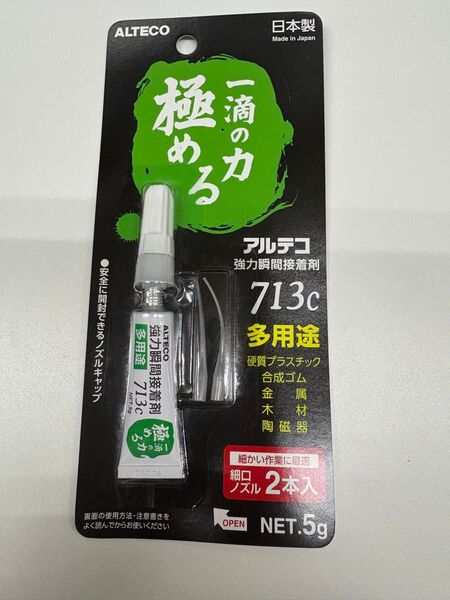 ALTECO
日本製
Made in Japan
一滴の力
極める
アルテコ
強力瞬間接着剤
713c
多用途
硬質プラスチック
合成ゴム
金属
木材
陶磁器
●安全に開封できるノズルキャップ
ALTECO
強力瞬間接着剤
多用途
713c
NET.5g
一滴の力
極める
2502A
細かい作業に最適
細口
ノズル
2本入
裏面の使用方法・注意書きを
よく読んでからお使いください
OPEN
NET.5g